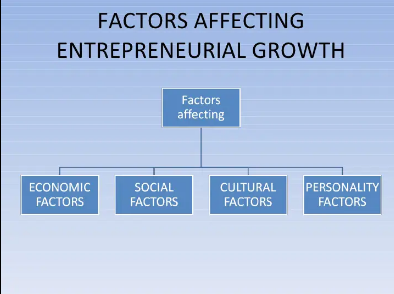 FACTORS AFFECTING
ENTREPRENEURIAL GROWTH
Factors
affecting
ECONOMIC
FACTORS
SOCIAL
FACTORS
CULTURAL
FACTORS
PERSONALITY
FACTORS